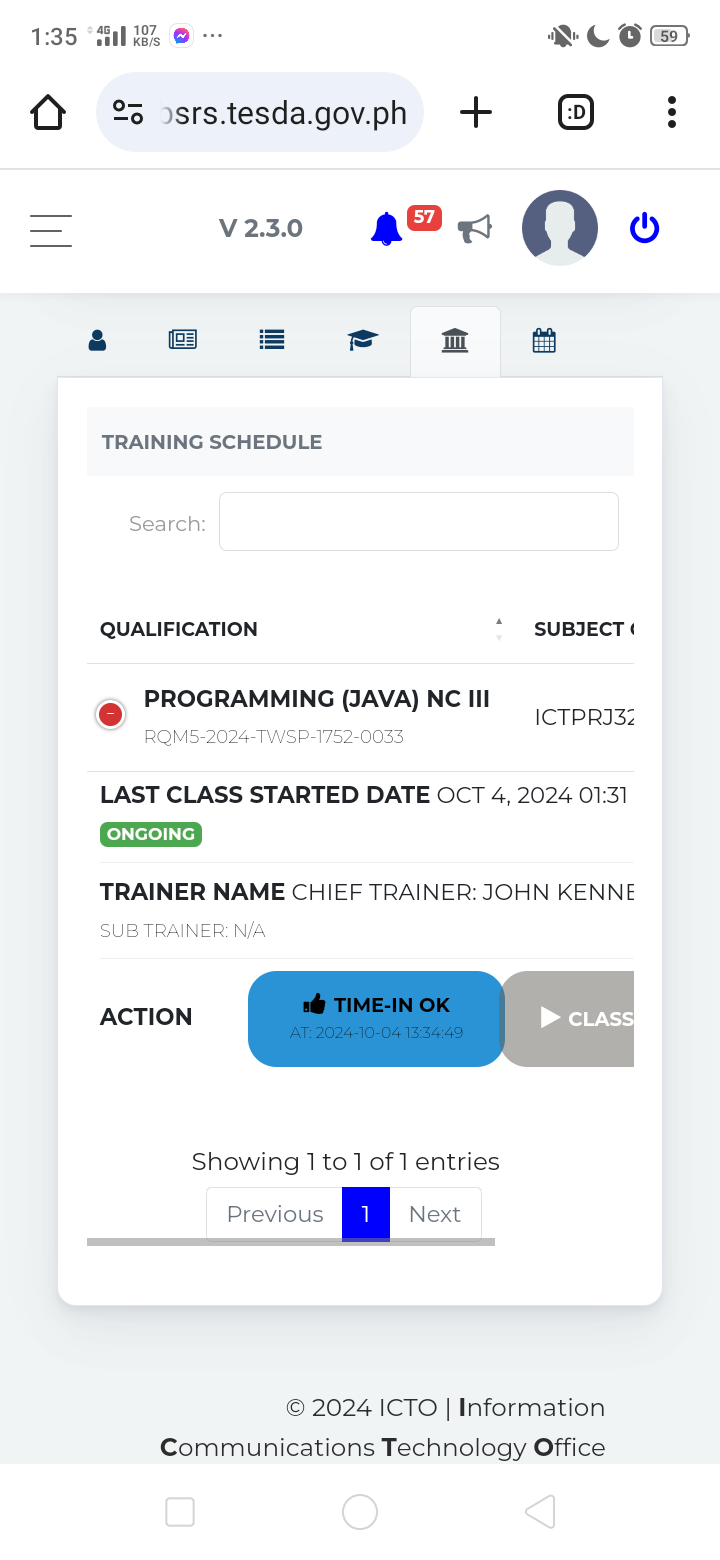 1:35 4G 107 KB/S 59
psrs.tesda.gov.ph :D
V 2.3.0 57
TRAINING SCHEDULE
Search:
QUALIFICATION SUBJECT
PROGRAMMING (JAVA) NC III ICTPRJ32
RQM5-2024-TWSP-1752-0033
LAST CLASS STARTED DATE OCT 4, 2024 01:31
ONGOING
TRAINER NAME CHIEF TRAINER: JOHN KENNE
SUB TRAINER: N/A
ACTION TIME-IN OK CLASS
AT: 2024-10-04 13:34:49
Showing 1 to 1 of 1 entries
Previous 1 Next
© 2024 ICTO | Information
Communications Technology Office